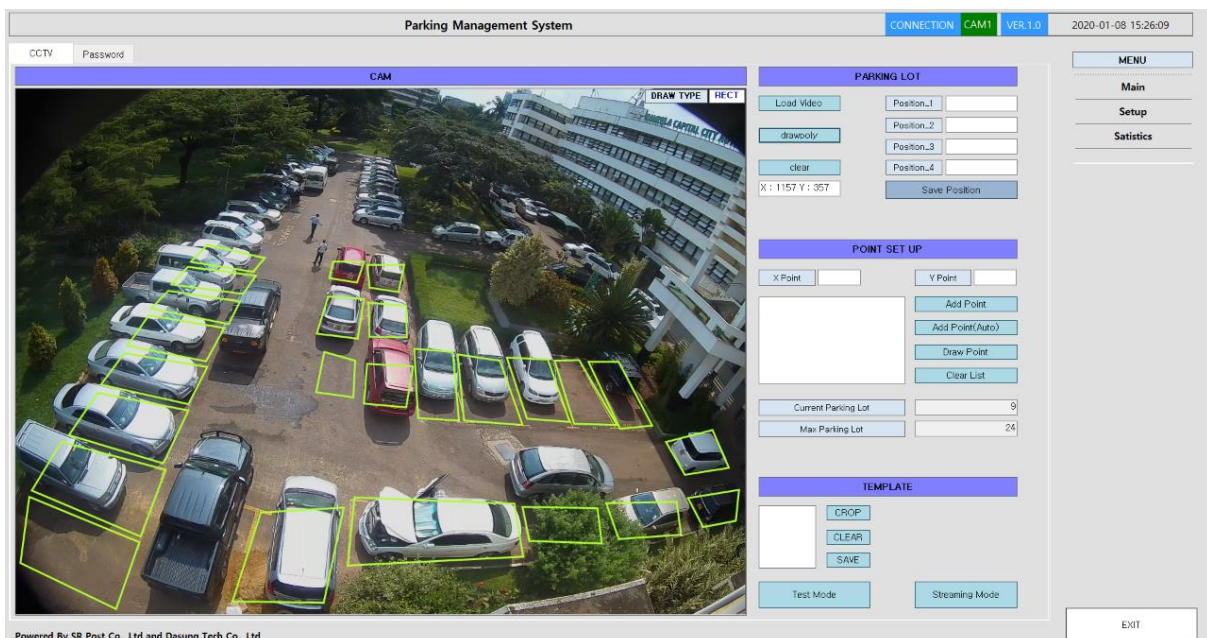 Parking Management System
CONNECTION CAM1 VER.1.0 2020-01-08 15:26:09
CCTV Password
MENU
Main
Setup
Satistics
CAM
DRAW TYPE RECT
CAPITAL CITY
PARKING LOT
Load Video Position_1
drawpoly Position_2
Position_3
clear Position_4
X : 1157 Y : 357 Save Position
POINT SET UP
X Point Y Point
Add Point
Add Point(Auto)
Draw Point
Clear List
Current Parking Lot 9
Max Parking Lot 24
TEMPLATE
CROP
CLEAR
SAVE
Test Mode Streaming Mode
EXIT
Powered By SR Post Co., Ltd and Dasung Tech Co., Ltd